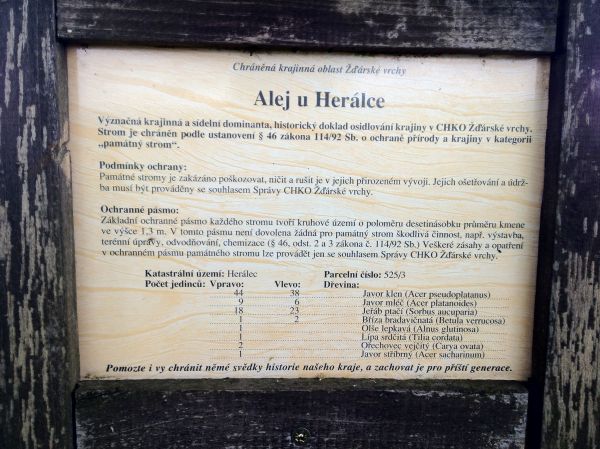 Chráněná krajinná oblast Žďárské vrchy
Alej u Herálce
Význačná krajinná a sídelní dominanta, historický doklad osidlování krajiny v CHKO Žďárské vrchy.
Strom je chráněn podle ustanovení § 46 zákona 114/92 Sb. o ochraně přírody a krajiny v kategorii
„památný strom“.
Podmínky ochrany:
Památné stromy je zakázáno poškozovat, ničit a rušit je v jejich přirozeném vývoji. Jejich ošetřování a údrž-
ba musí být prováděny se souhlasem Správy CHKO Žďárské vrchy.
Ochranné pásmo:
Základní ochranné pásmo každého stromu tvoří kruhové území o poloměru desetinásobku průměru kmene
ve výšce 1,3 m. V tomto pásmu není dovolena žádná pro památný strom škodlivá činnost, např. výstavba,
terénní úpravy, odvodňování, chemizace (§ 46, odst. 2 a 3 zákona č. 114/92 Sb.) Veškeré zásahy a opatření
v ochranném pásmu památného stromu lze provádět jen se souhlasem Správy CHKO Žďárské vrchy.
Katastrální území: Herálec Parcelní číslo: 525/3
Počet jedinců: Vpravo: Vlevo: Dřevina:
44 38 Javor klen (Acer pseudoplatanus)
9 6 Javor mléč (Acer platanoides)
18 23 Jeřáb ptačí (Sorbus aucuparia)
1 2 Bříza bradavičnatá (Betula verrucosa)
1 Olše lepkavá (Alnus glutinosa)
1 Lípa srdčitá (Tilia cordata)
2 Ořechovec vejčitý (Carya ovata)
1 Javor stříbrný (Acer sacharinum)
Pomozte i vy chránit němé svědky historie našeho kraje, a zachovat je pro příští generace.